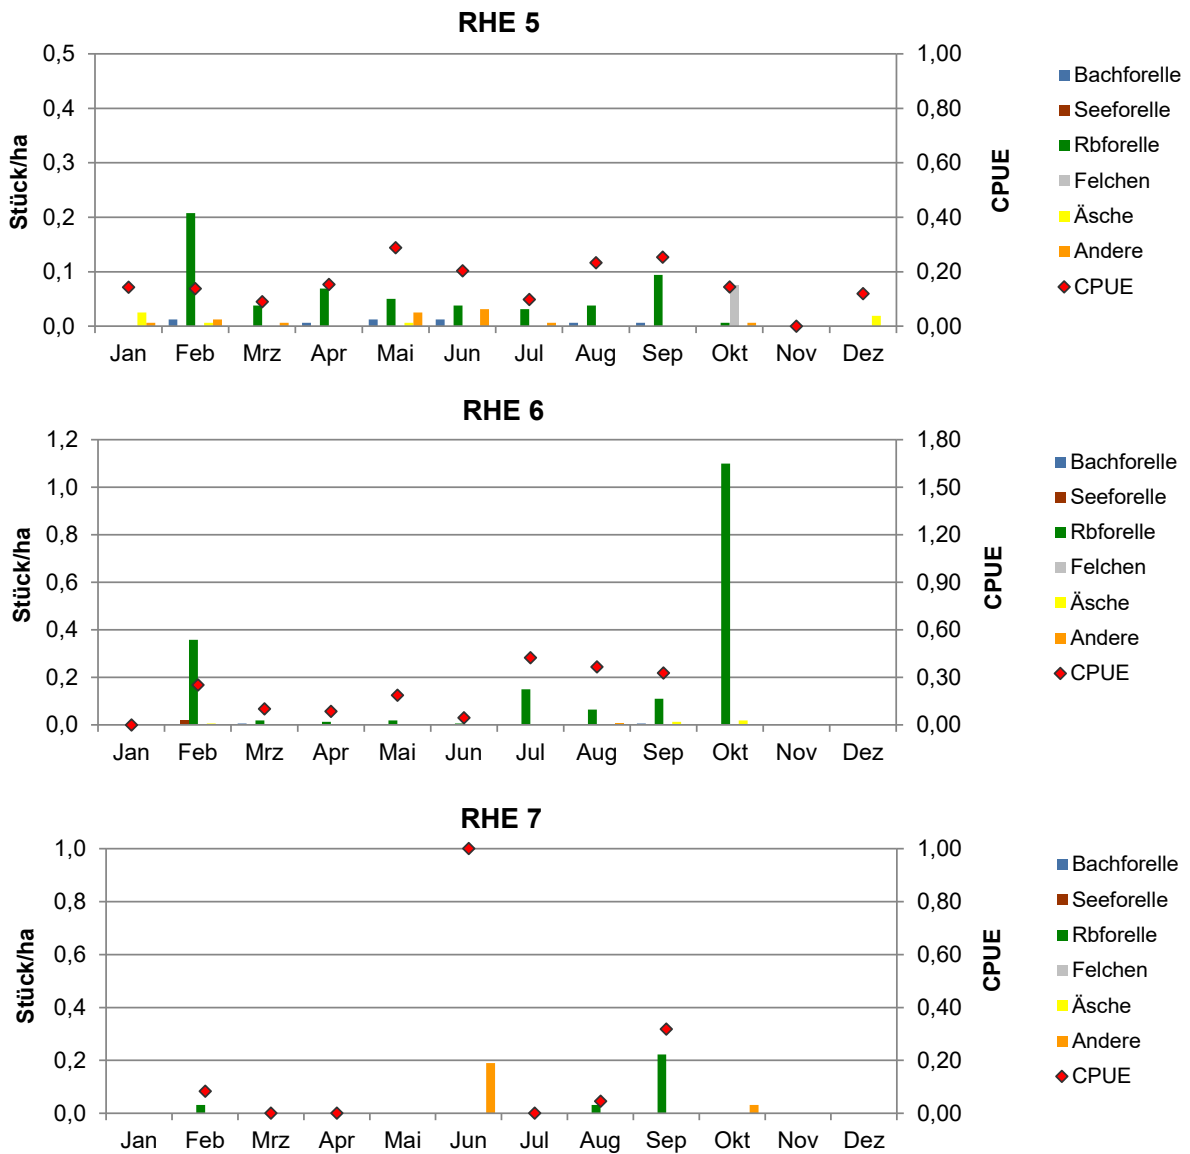 RHE 5
0,5
0,4
0,3
0,2
0,1
0,0
Stück/ha
1,00
0,80
0,60
0,40
0,20
0,00
CPUE
Jan Feb Mrz Apr Mai Jun Jul Aug Sep Okt Nov Dez
Bachforelle
Seeforelle
Rbforelle
Felchen
Äsche
Andere
CPUE
RHE 6
1,2
1,0
0,8
0,6
0,4
0,2
0,0
Stück/ha
1,80
1,50
1,20
0,90
0,60
0,30
0,00
CPUE
Jan Feb Mrz Apr Mai Jun Jul Aug Sep Okt Nov Dez
Bachforelle
Seeforelle
Rbforelle
Felchen
Äsche
Andere
CPUE
RHE 7
1,0
0,8
0,6
0,4
0,2
0,0
Stück/ha
1,00
0,80
0,60
0,40
0,20
0,00
CPUE
Jan Feb Mrz Apr Mai Jun Jul Aug Sep Okt Nov Dez
Bachforelle
Seeforelle
Rbforelle
Felchen
Äsche
Andere
CPUE